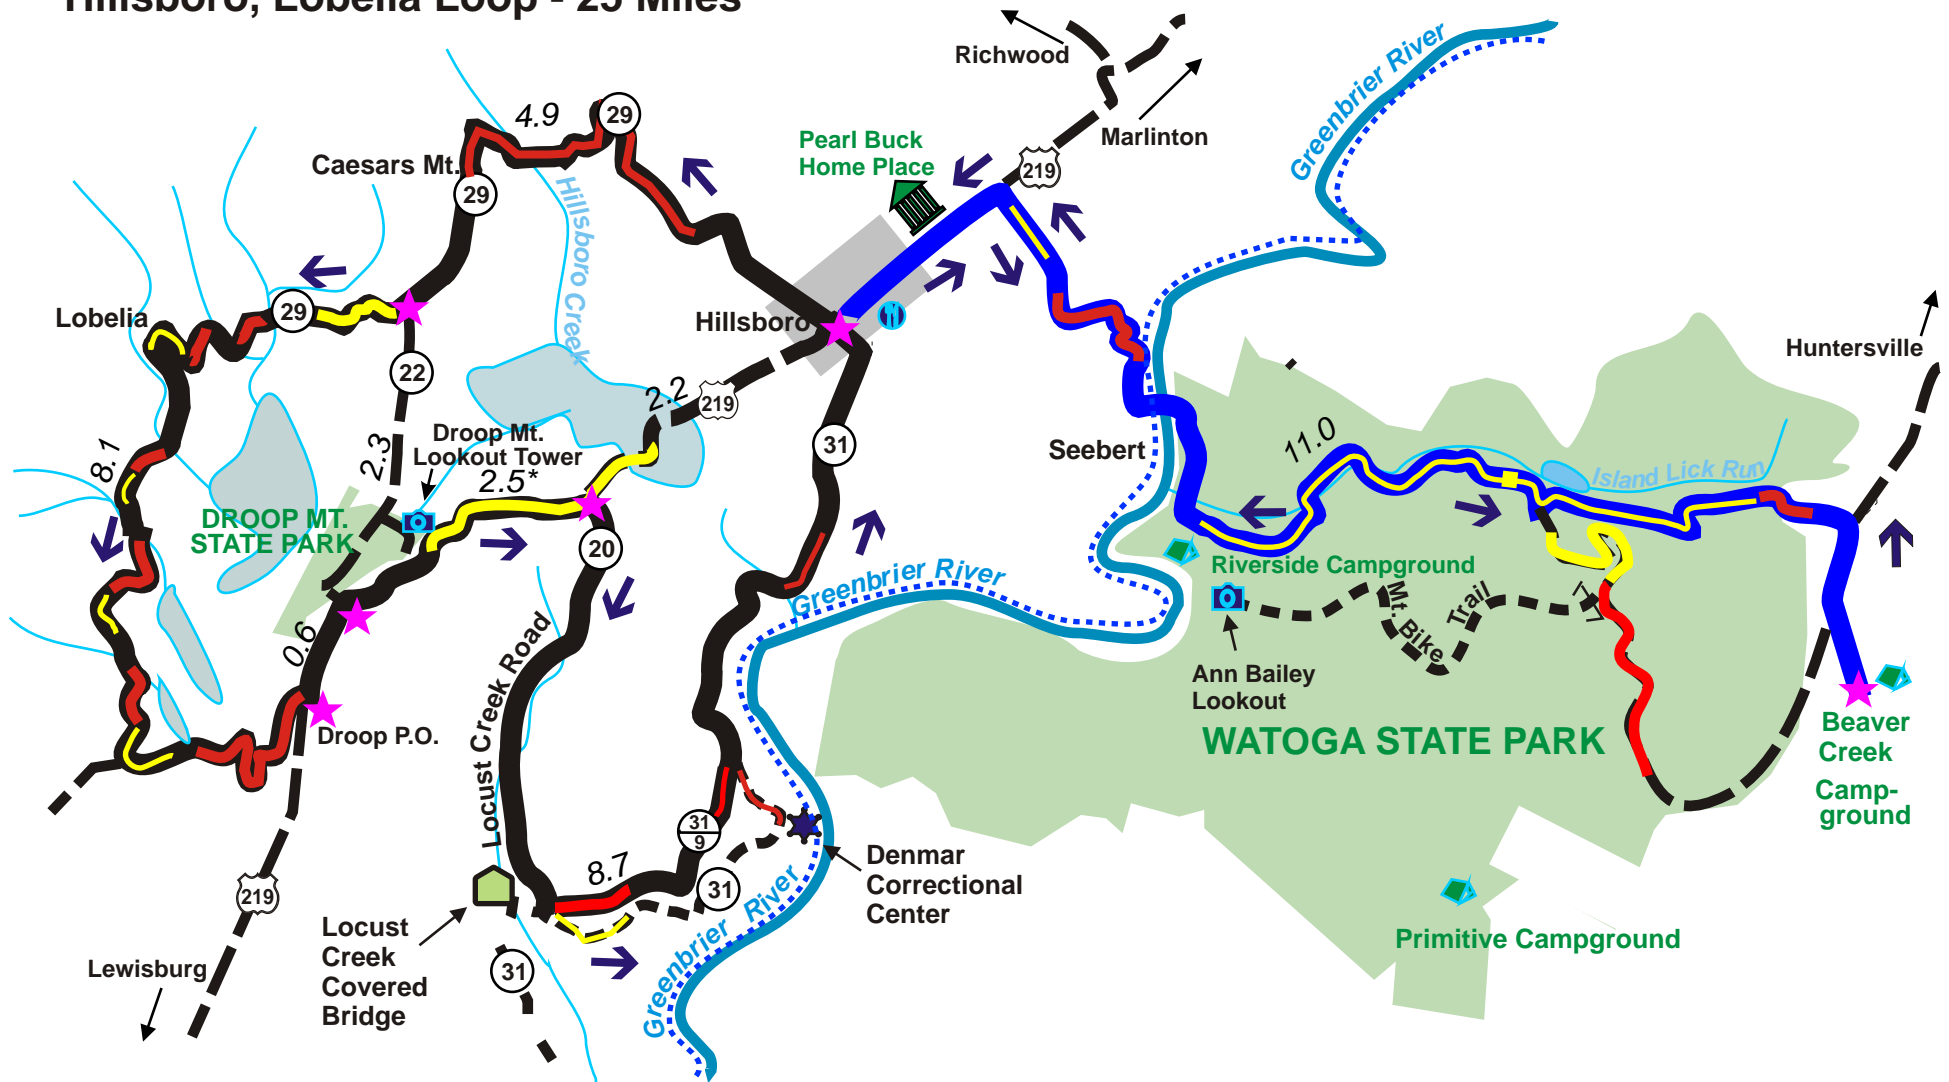 Hillsboro, Lobelia Loop - 25 Miles
Richwood
Marlinton
Greenbrier River
4.9
29
Pearl Buck
Home Place
219
Caesars Mt.
29
Hillsboro Creek
29
Lobelia
Hillsboro
Huntersville
22
2.2
219
Droop Mt.
Lookout Tower
2.3
8.1
2.5*
31
Seebert
11.0
Island Lick Run
DROOP MT.
STATE PARK
20
Greenbrier River
Riverside Campground
Mt.
Bike
Trail
0.6
Ann Bailey
Lookout
Droop P.O.
Locust Creek Road
WATOGA STATE PARK
Beaver
Creek
Camp-
ground
31
9
8.7
31
Denmar
Correctional
Center
219
Locust
Creek
Covered
Bridge
Greenbrier River
Primitive Campground
Lewisburg
31